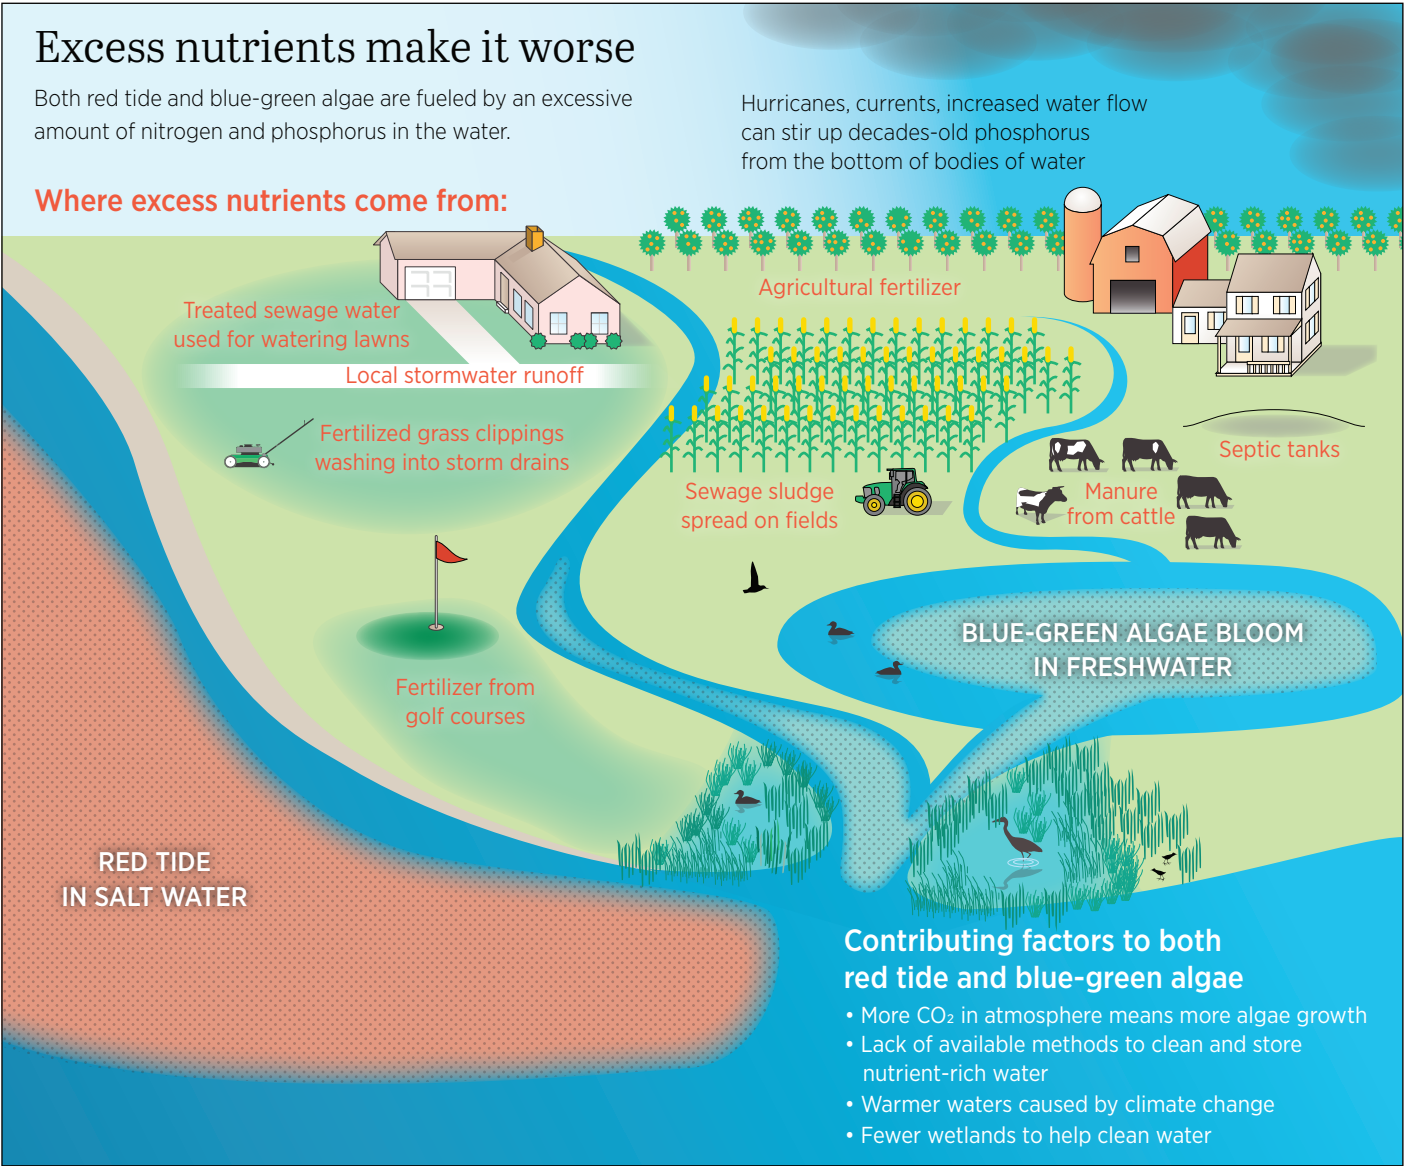 Excess nutrients make it worse
Both red tide and blue-green algae are fueled by an excessive
amount of nitrogen and phosphorus in the water.
Hurricanes, currents, increased water flow
can stir up decades-old phosphorus
from the bottom of bodies of water
Where excess nutrients come from:
Treated sewage water
used for watering lawns
Local stormwater runoff
Fertilized grass clippings
washing into storm drains
Agricultural fertilizer
Sewage sludge
spread on fields
Septic tanks
Manure
from cattle
Fertilizer from
golf courses
BLUE-GREEN ALGAE BLOOM
IN FRESHWATER
RED TIDE
IN SALT WATER
Contributing factors to both
red tide and blue-green algae
• More CO₂ in atmosphere means more algae growth
• Lack of available methods to clean and store
nutrient-rich water
• Warmer waters caused by climate change
• Fewer wetlands to help clean water